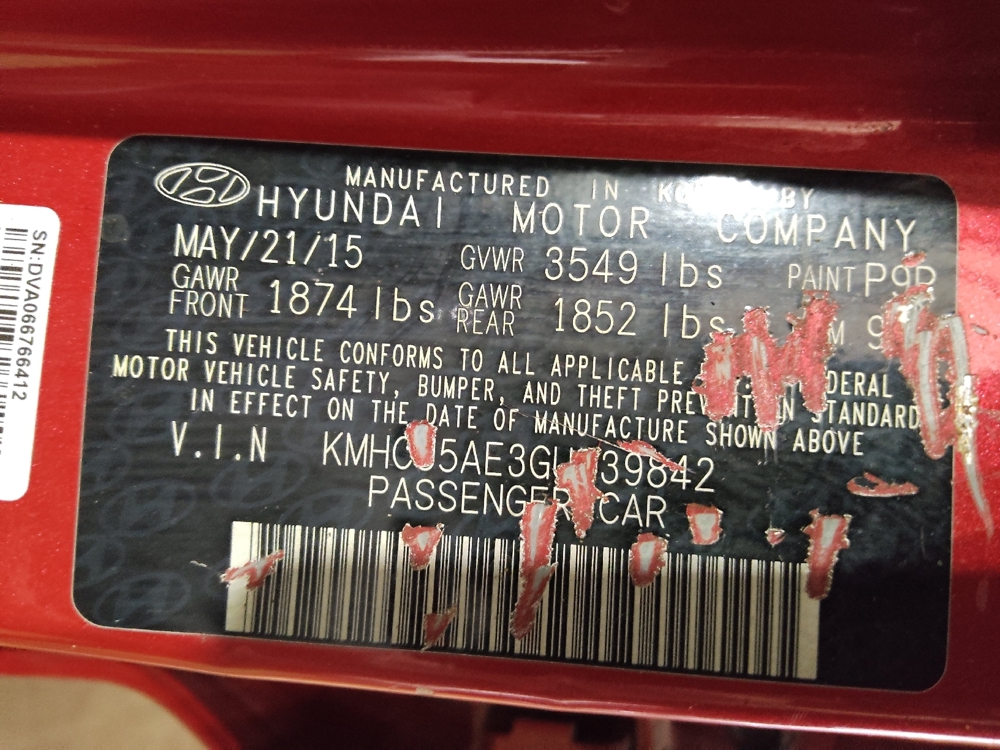 MANUFACTURED IN BY
HYUNDAI MOTOR COMPANY
MAY/21/15 GVWR 3549 lbs PAINT
GAWR FRONT 1874 lbs GAWR REAR 1852 lbs
THIS VEHICLE CONFORMS TO ALL APPLICABLE
MOTOR VEHICLE SAFETY, BUMPER, AND THEFT STANDARD
IN EFFECT ON THE DATE OF MANUFACTURE SHOWN ABOVE
V.I.N
PASSENGER CAR
SN:DVA066766412